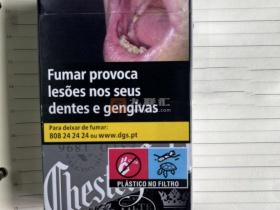 Fumar provoca
lesões nos seus
dentes e gengivas
Para deixar de fumar:
808 24 24 24 ou www.dgs.pt
Chesterfield
PLÁSTICO NO FILTRO